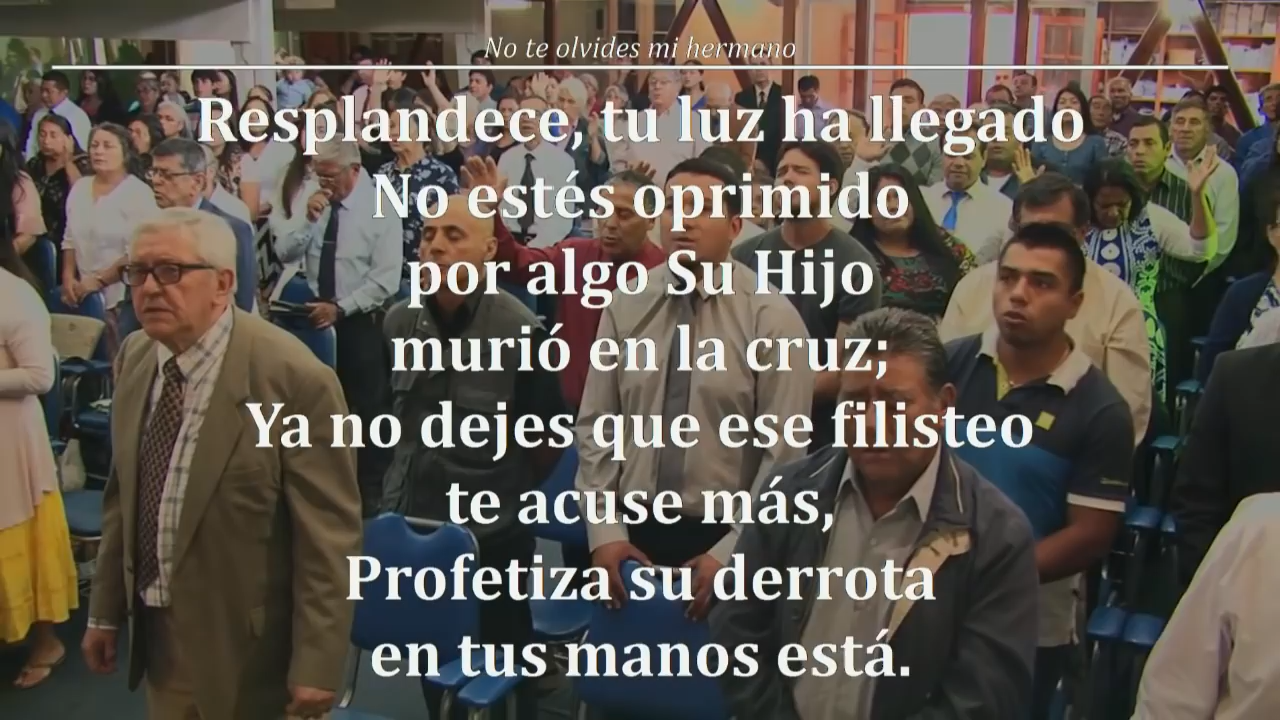 No te olvides mi hermano
Resplandece, tu luz ha llegado
No estés oprimido
por algo Su Hijo
murió en la cruz;
Ya no dejes que ese filisteo
te acuse más,
Profetiza su derrota
en tus manos está.